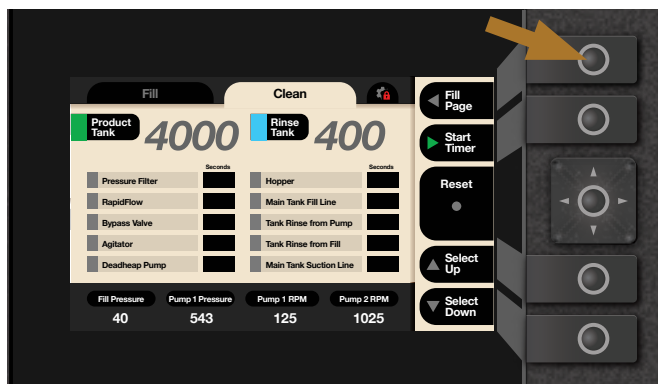 Fill
Clean
Product
Tank
4000
Rinse
Tank
400
Seconds
Seconds
Pressure Filter
Hopper
RapidFlow
Main Tank Fill Line
Bypass Valve
Tank Rinse from Pump
Agitator
Tank Rinse from Fill
Deadheap Pump
Main Tank Suction Line
Fill Pressure
Pump 1 Pressure
Pump 1 RPM
Pump 2 RPM
40
543
125
1025
Fill
Page
Start
Timer
Reset
Select
Up
Select
Down